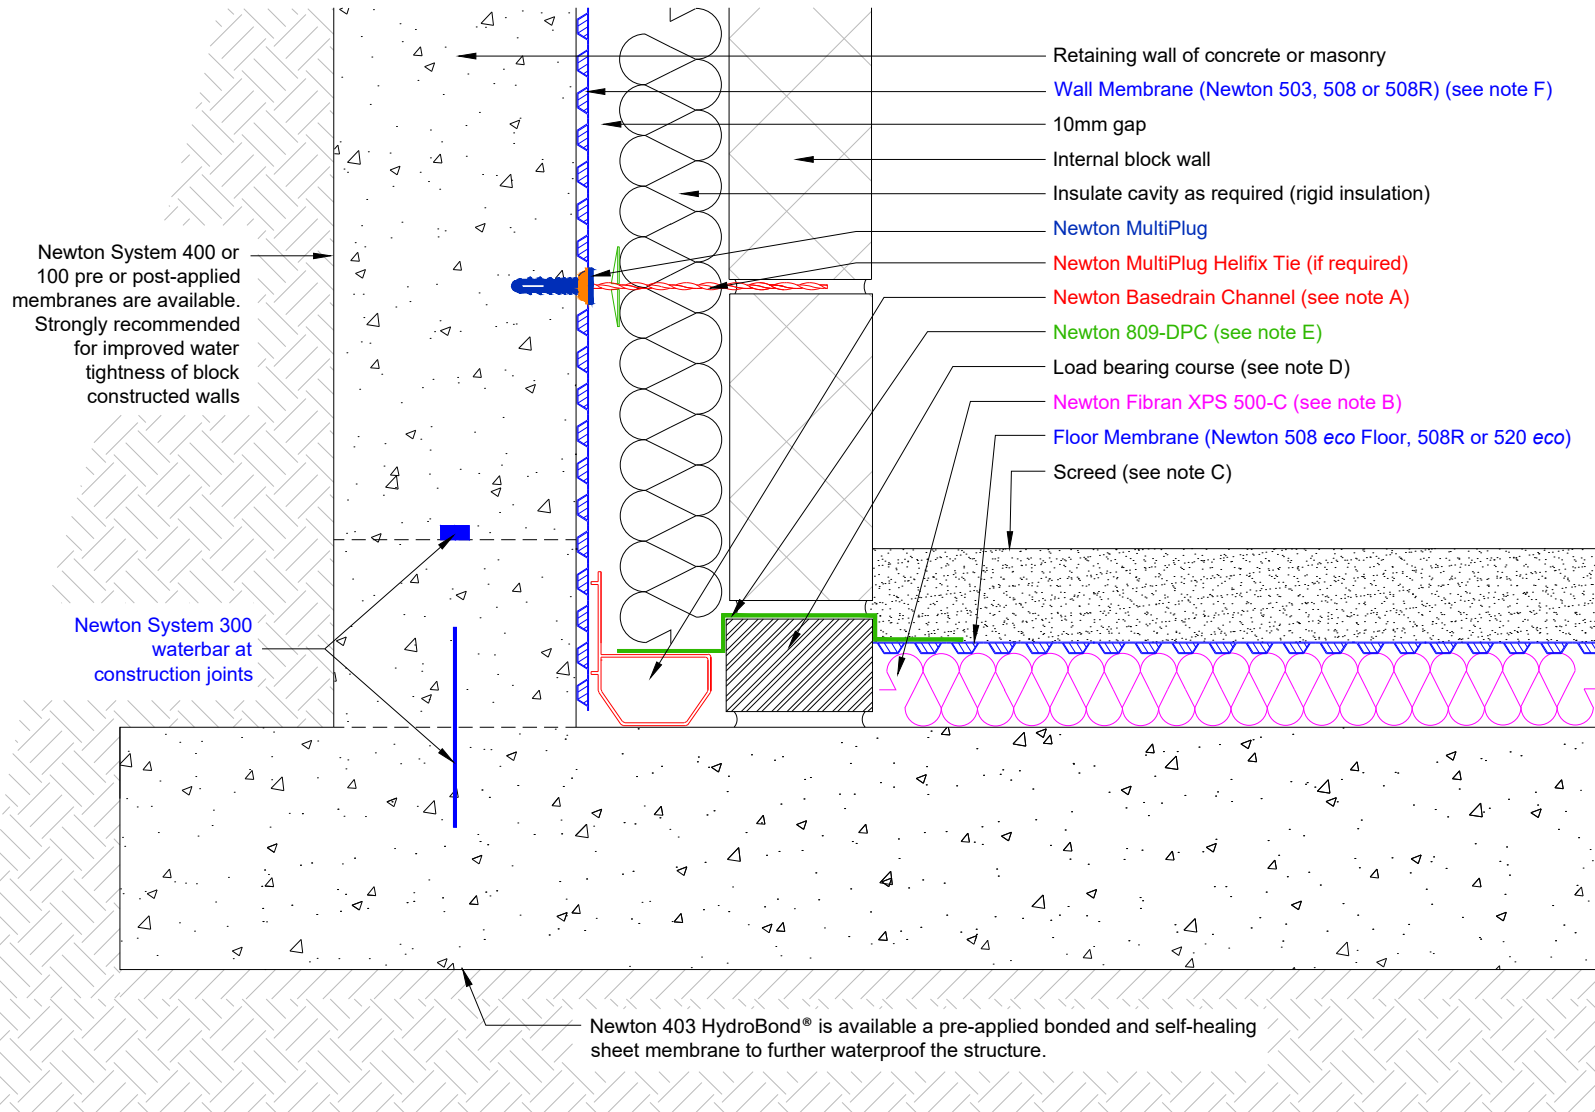 Retaining wall of concrete or masonry
Wall Membrane (Newton 503, 508 or 508R) (see note F)
10mm gap
Internal block wall
Insulate cavity as required (rigid insulation)
Newton MultiPlug
Newton MultiPlug Helifix Tie (if required)
Newton Basedrain Channel (see note A)
Newton 809-DPC (see note E)
Load bearing course (see note D)
Newton Fibran XPS 500-C (see note B)
Floor Membrane (Newton 508 eco Floor, 508R or 520 eco)
Screed (see note C)
Newton System 400 or
100 pre or post-applied
membranes are available.
Strongly recommended
for improved water
tightness of block
constructed walls
Newton System 300
waterbar at
construction joints
Newton 403 HydroBond® is available a pre-applied bonded and self-healing
sheet membrane to further waterproof the structure.